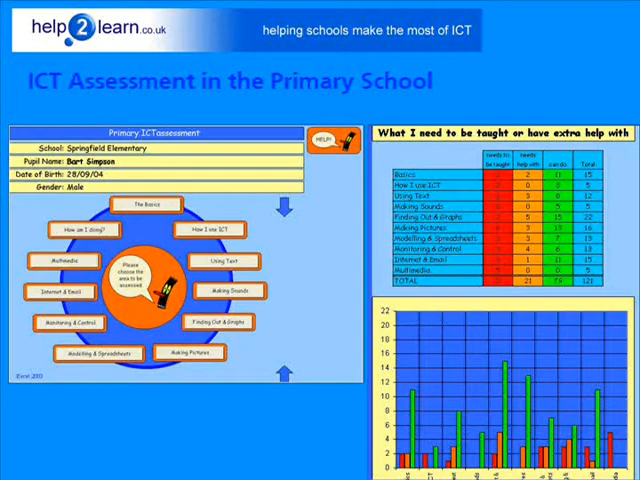 help2learn.co.uk
helping schools make the most of ICT
ICT Assessment in the Primary School
Primary ICT assessment
HELP!
School: Springfield Elementary
Pupil Name: Bart Simpson
Date of Birth: 28/09/04
Gender: Male
The Basics
How am I doing?
How I use ICT
Multimedia
Using Text
Internet & Email
Making Sounds
Monitoring & Control
Finding Out & Graphs
Modelling & Spreadsheets
Making Pictures
Please choose the area to be assessed
What I need to be taught or have extra help with
needs to be taught needs help with can do Total
Basics 2 11 15
How I use ICT 0 5
Using Text 3 12
Making Sounds 0 5 5
Finding Out & Graphs 5 15 22
Making Pictures 3 13 16
Modelling & Spreadsheets 3 7 13
Monitoring & Control 4 6 13
Internet & Email 1 11 15
Multimedia 0 0 5
TOTAL 21 121
22
20
18
16
14
12
10
8
6
4
2
0